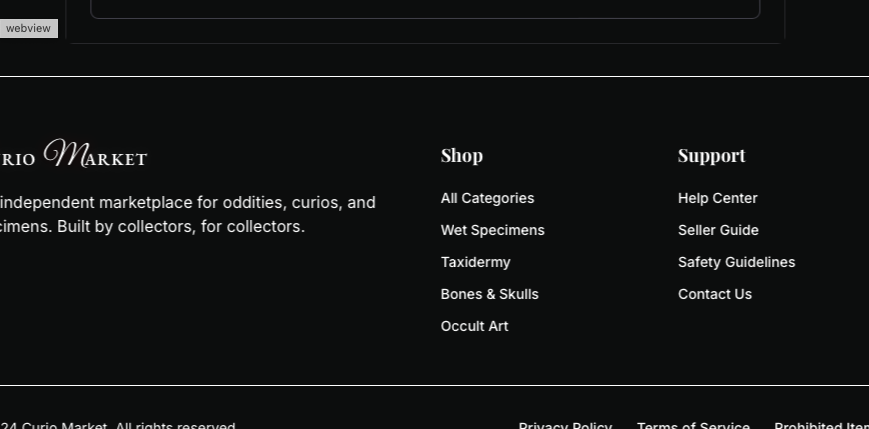 webview
RIO MARKET
independent marketplace for oddities, curios, and
cimens. Built by collectors, for collectors.
Shop
All Categories
Wet Specimens
Taxidermy
Bones & Skulls
Occult Art
Support
Help Center
Seller Guide
Safety Guidelines
Contact Us
24 Curio Market. All rights reserved
Privacy Policy
Terms of Service
Prohibited Iter